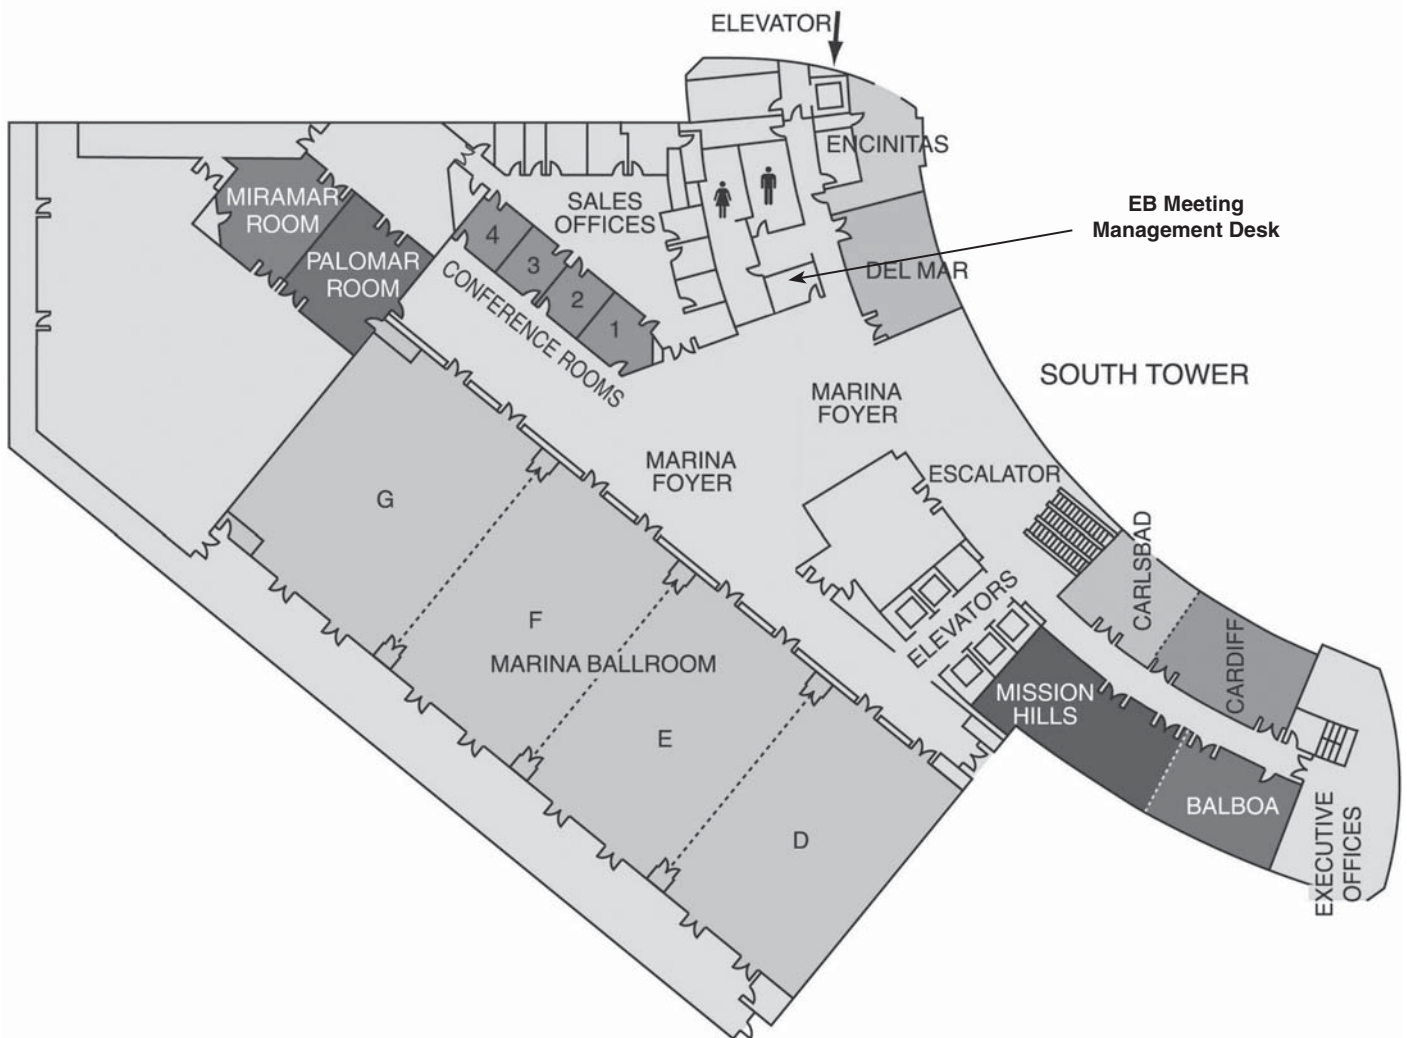 ELEVATOR
ENCINITAS
EB Meeting
Management Desk
MIRAMAR
ROOM
SALES
OFFICES
4
3
2
1
PALOMAR
ROOM
DEL MAR
CONFERENCE ROOMS
SOUTH TOWER
MARINA
FOYER
MARINA
FOYER
ESCALATOR
G
CARLSBAD
ELEVATORS
F
MARINA BALLROOM
CARDIFF
MISSION
HILLS
E
BALBOA
D
EXECUTIVE
OFFICES